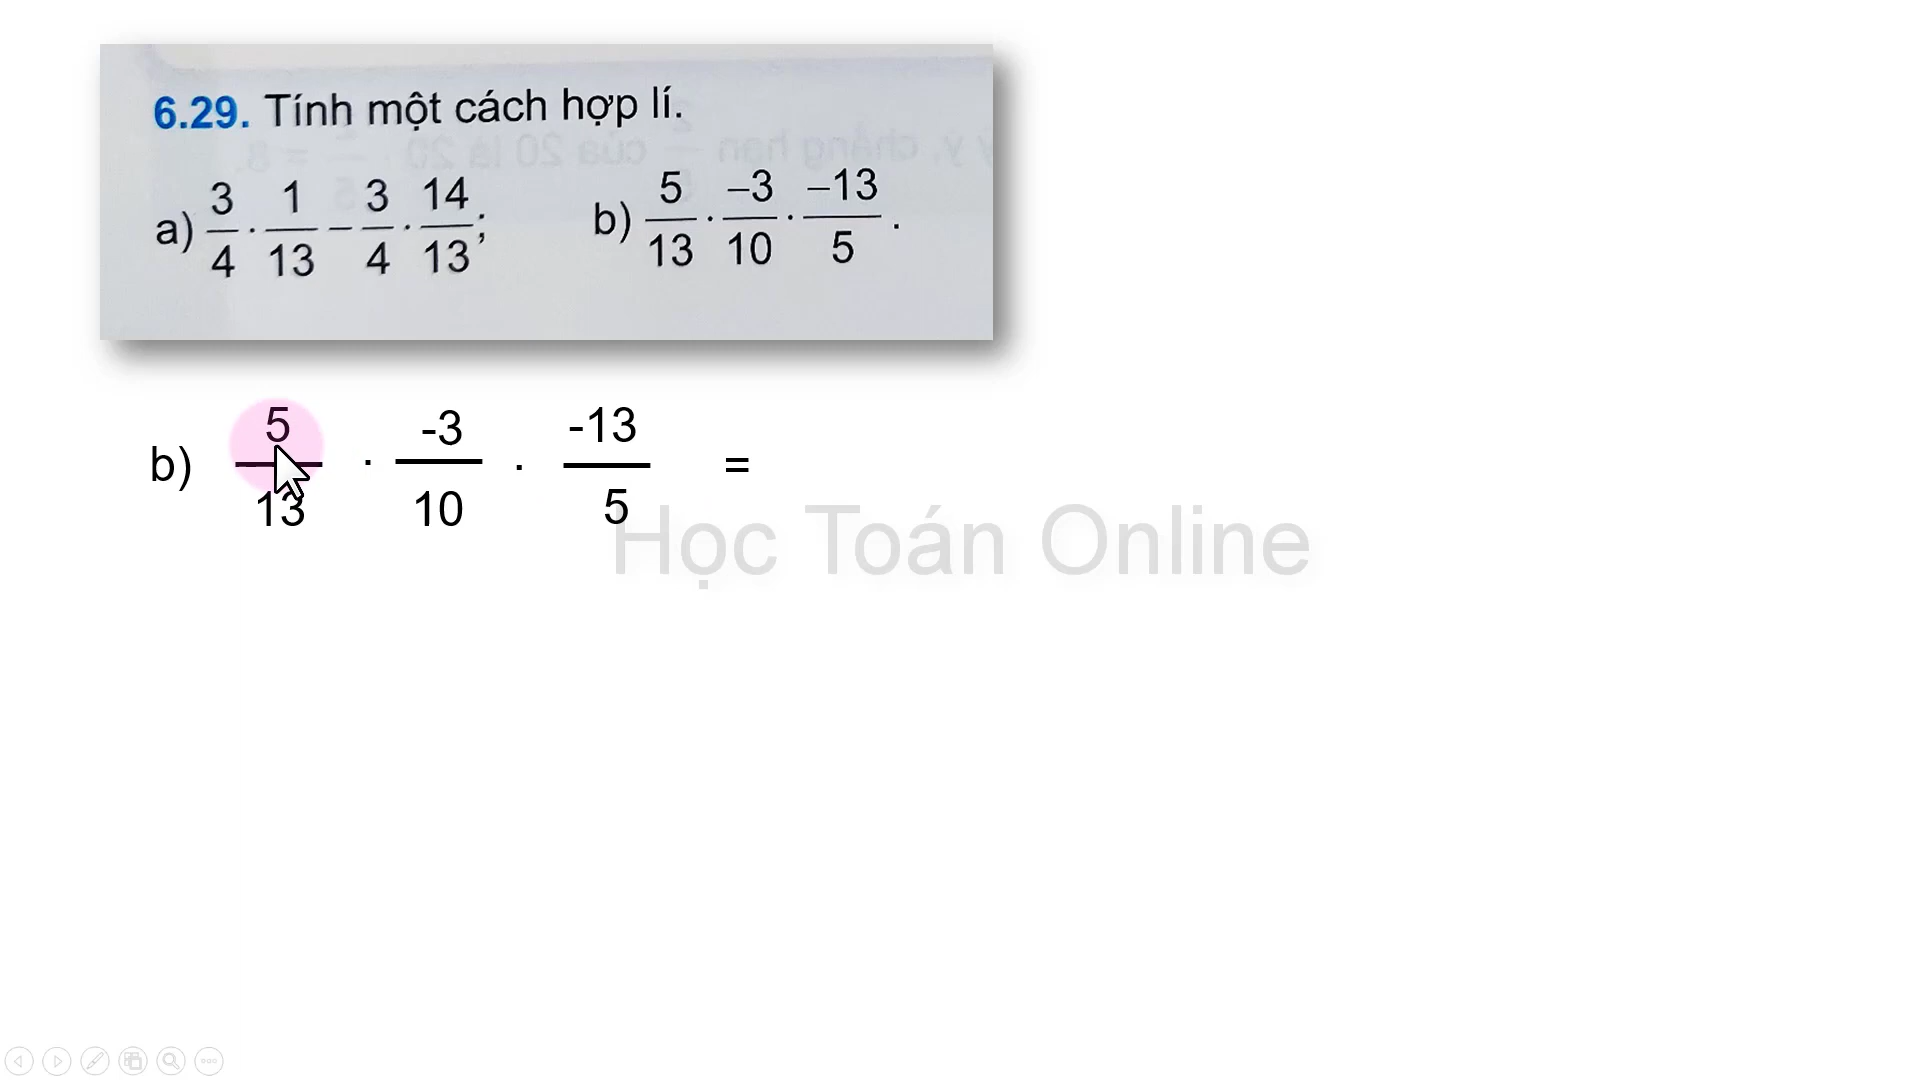 6.29. Tính một cách hợp lí.
a) 3/4 · 1/13 – 3/4 · 14/13; b) 5/13 · –3/10 · –13/5 .
b) 5/13 · -3/10 · -13/5 =
Học Toán Online